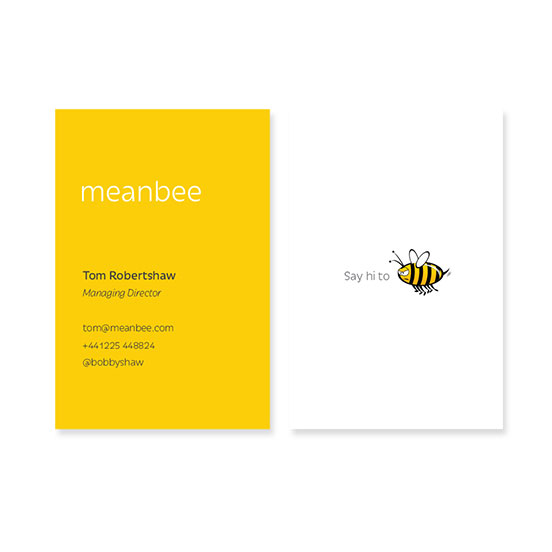 meanbee
Tom Robertshaw
Managing Director
tom@meanbee.com
+441225 448824
@bobbyshaw
Say hi to